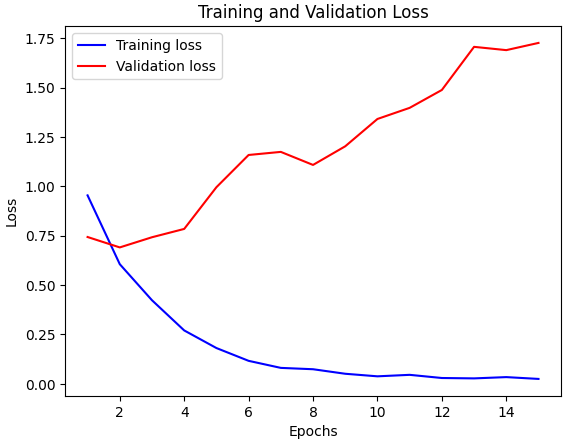 Training and Validation Loss
Training loss
Validation loss
1.75
1.50
1.25
1.00
0.75
0.50
0.25
0.00
Loss
2 4 6 8 10 12 14
Epochs